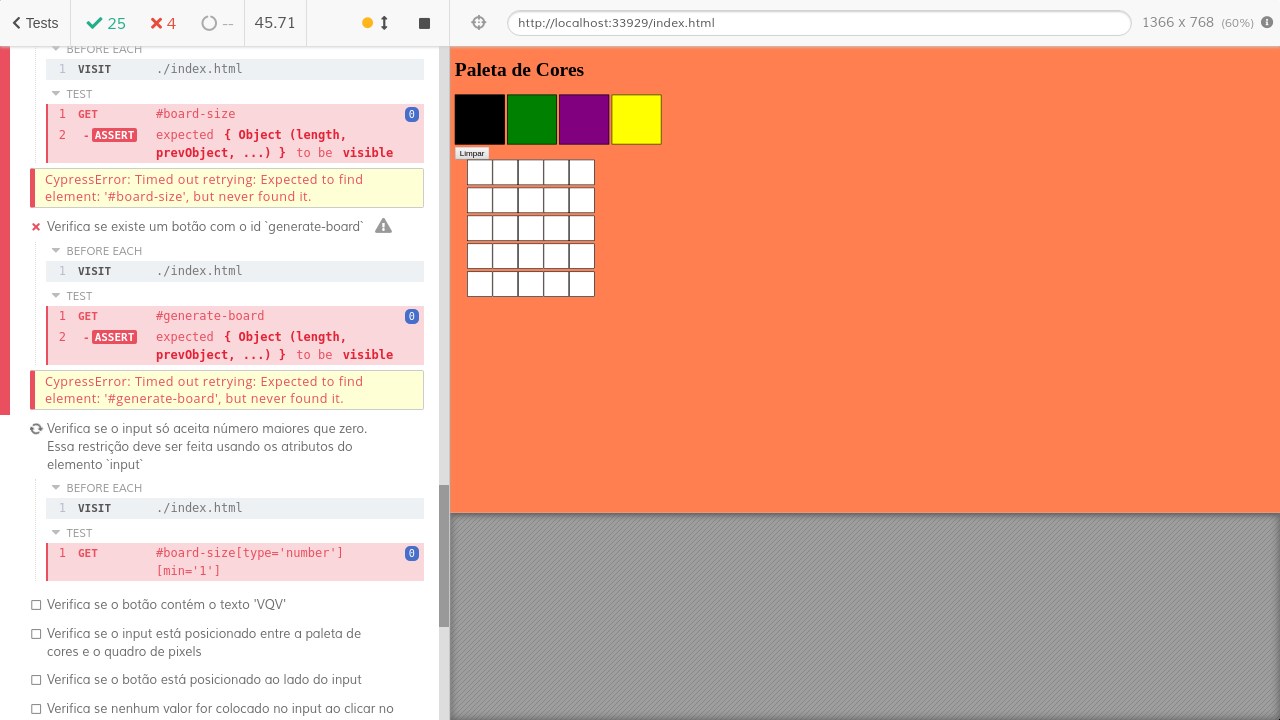 Tests 25 4 -- 45.71
http://localhost:33929/index.html 1366 x 768 (60%)
BEFORE EACH
1 VISIT ./index.html
TEST
1 GET #board-size 0
2 -ASSERT expected { Object (length,
prevObject, ...) } to be visible
CypressError: Timed out retrying: Expected to find
element: '#board-size', but never found it.
Verifica se existe um botão com o id `generate-board`
BEFORE EACH
1 VISIT ./index.html
TEST
1 GET #generate-board 0
2 -ASSERT expected { Object (length,
prevObject, ...) } to be visible
CypressError: Timed out retrying: Expected to find
element: '#generate-board', but never found it.
Verifica se o input só aceita número maiores que zero.
Essa restrição deve ser feita usando os atributos do
elemento `input`
BEFORE EACH
1 VISIT ./index.html
TEST
1 GET #board-size[type='number'] 0
[min='1']
Verifica se o botão contém o texto 'VQV'
Verifica se o input está posicionado entre a paleta de
cores e o quadro de pixels
Verifica se o botão está posicionado ao lado do input
Verifica se nenhum valor for colocado no input ao clicar no
Paleta de Cores
Limpar